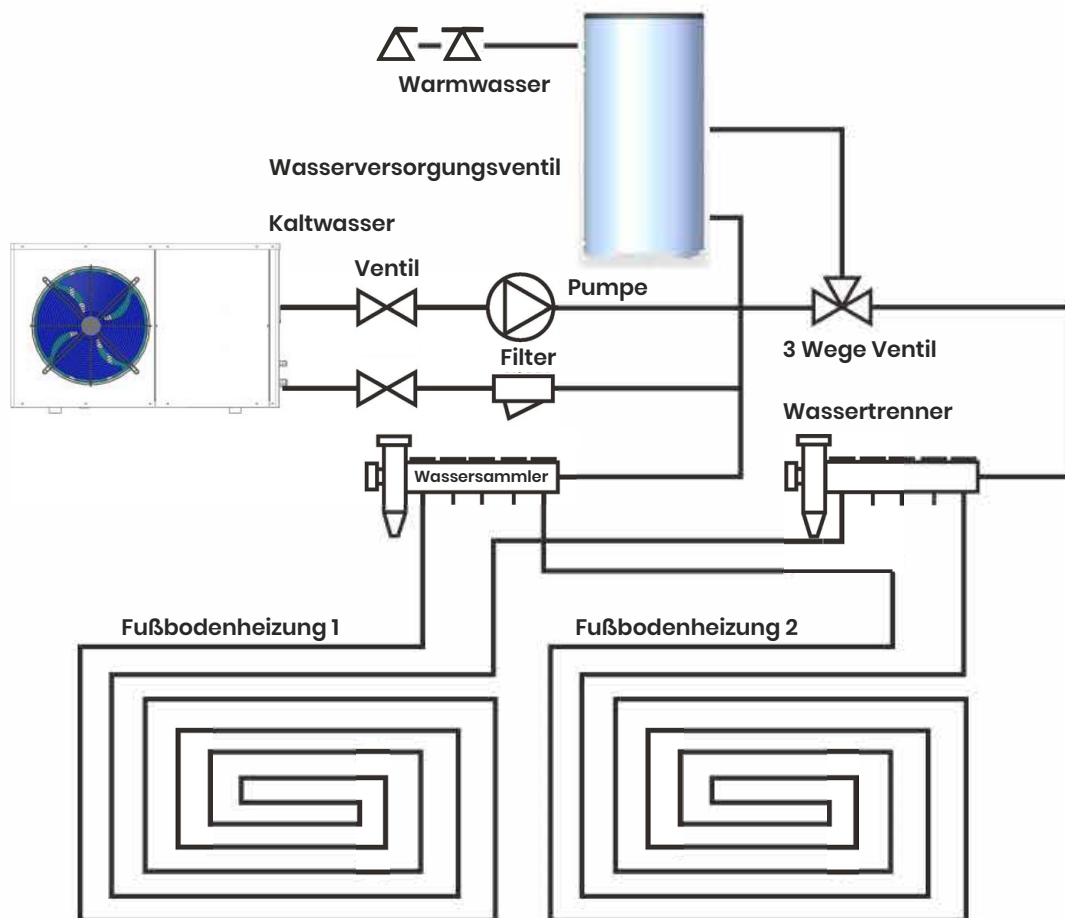 Warmwasser
Wasserversorgungsventil
Kaltwasser
Ventil
Pumpe
Filter
3 Wege Ventil
Wassertrenner
Wassersammler
Fußbodenheizung 1
Fußbodenheizung 2